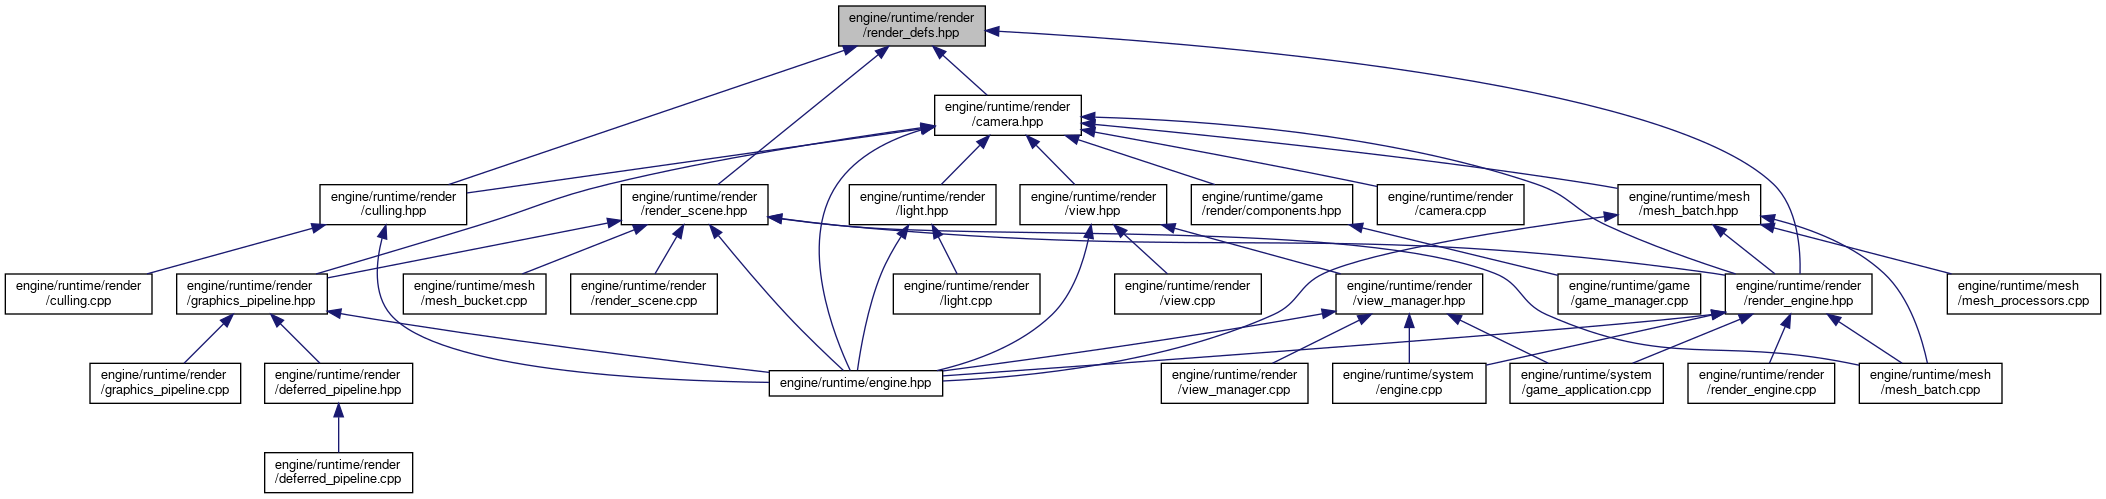 engine/runtime/render
/render_defs.hpp
engine/runtime/render
/camera.hpp
engine/runtime/render
/culling.hpp
engine/runtime/render
/render_scene.hpp
engine/runtime/render
/light.hpp
engine/runtime/render
/view.hpp
engine/runtime/game
/render/components.hpp
engine/runtime/render
/camera.cpp
engine/runtime/mesh
/mesh_batch.hpp
engine/runtime/render
/culling.cpp
engine/runtime/render
/graphics_pipeline.hpp
engine/runtime/mesh
/mesh_bucket.cpp
engine/runtime/render
/render_scene.cpp
engine/runtime/render
/light.cpp
engine/runtime/render
/view.cpp
engine/runtime/render
/view_manager.hpp
engine/runtime/game
/game_manager.cpp
engine/runtime/render
/render_engine.hpp
engine/runtime/mesh
/mesh_processors.cpp
engine/runtime/render
/graphics_pipeline.cpp
engine/runtime/render
/deferred_pipeline.hpp
engine/runtime/engine.hpp
engine/runtime/render
/view_manager.cpp
engine/runtime/system
/engine.cpp
engine/runtime/system
/game_application.cpp
engine/runtime/render
/render_engine.cpp
engine/runtime/mesh
/mesh_batch.cpp
engine/runtime/render
/deferred_pipeline.cpp